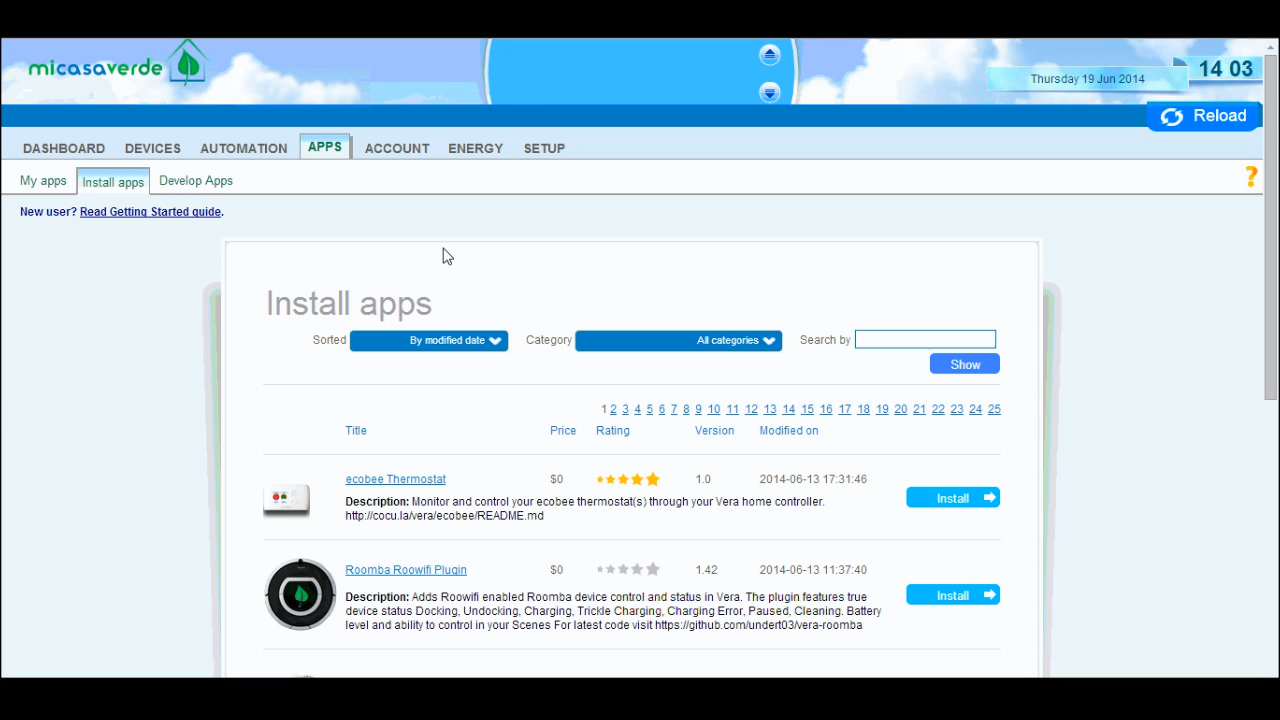 micasaverde
Thursday 19 Jun 2014
14 03
Reload
DASHBOARD DEVICES AUTOMATION APPS ACCOUNT ENERGY SETUP
My apps Install apps Develop Apps
?
New user? Read Getting Started guide.
Install apps
Sorted By modified date Category All categories Search by
Show
1 2 3 4 5 6 7 8 9 10 11 12 13 14 15 16 17 18 19 20 21 22 23 24 25
Title Price Rating Version Modified on
ecobee Thermostat $0 1.0 2014-06-13 17:31:46
Description: Monitor and control your ecobee thermostat(s) through your Vera home controller.
http://cocu.la/vera/ecobee/README.md
Install
Roomba Roowifi Plugin $0 1.42 2014-06-13 11:37:40
Description: Adds Roowifi enabled Roomba device control and status in Vera. The plugin features true
device status Docking, Undocking, Charging, Trickle Charging, Charging Error, Paused, Cleaning. Battery
level and ability to control in your Scenes For latest code visit https://github.com/undert03/vera-roomba
Install